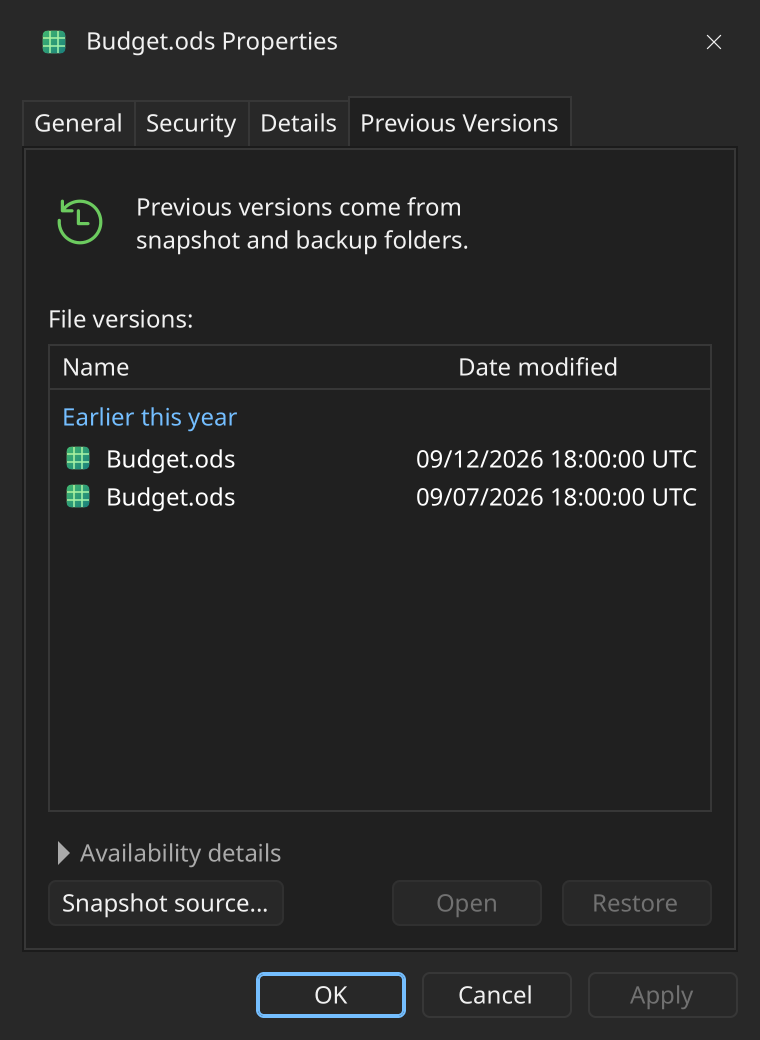 Budget.ods Properties
General Security Details Previous Versions
Previous versions come from
snapshot and backup folders.
File versions:
Name Date modified
Earlier this year
Budget.ods 09/12/2026 18:00:00 UTC
Budget.ods 09/07/2026 18:00:00 UTC
Availability details
Snapshot source... Open Restore
OK Cancel Apply